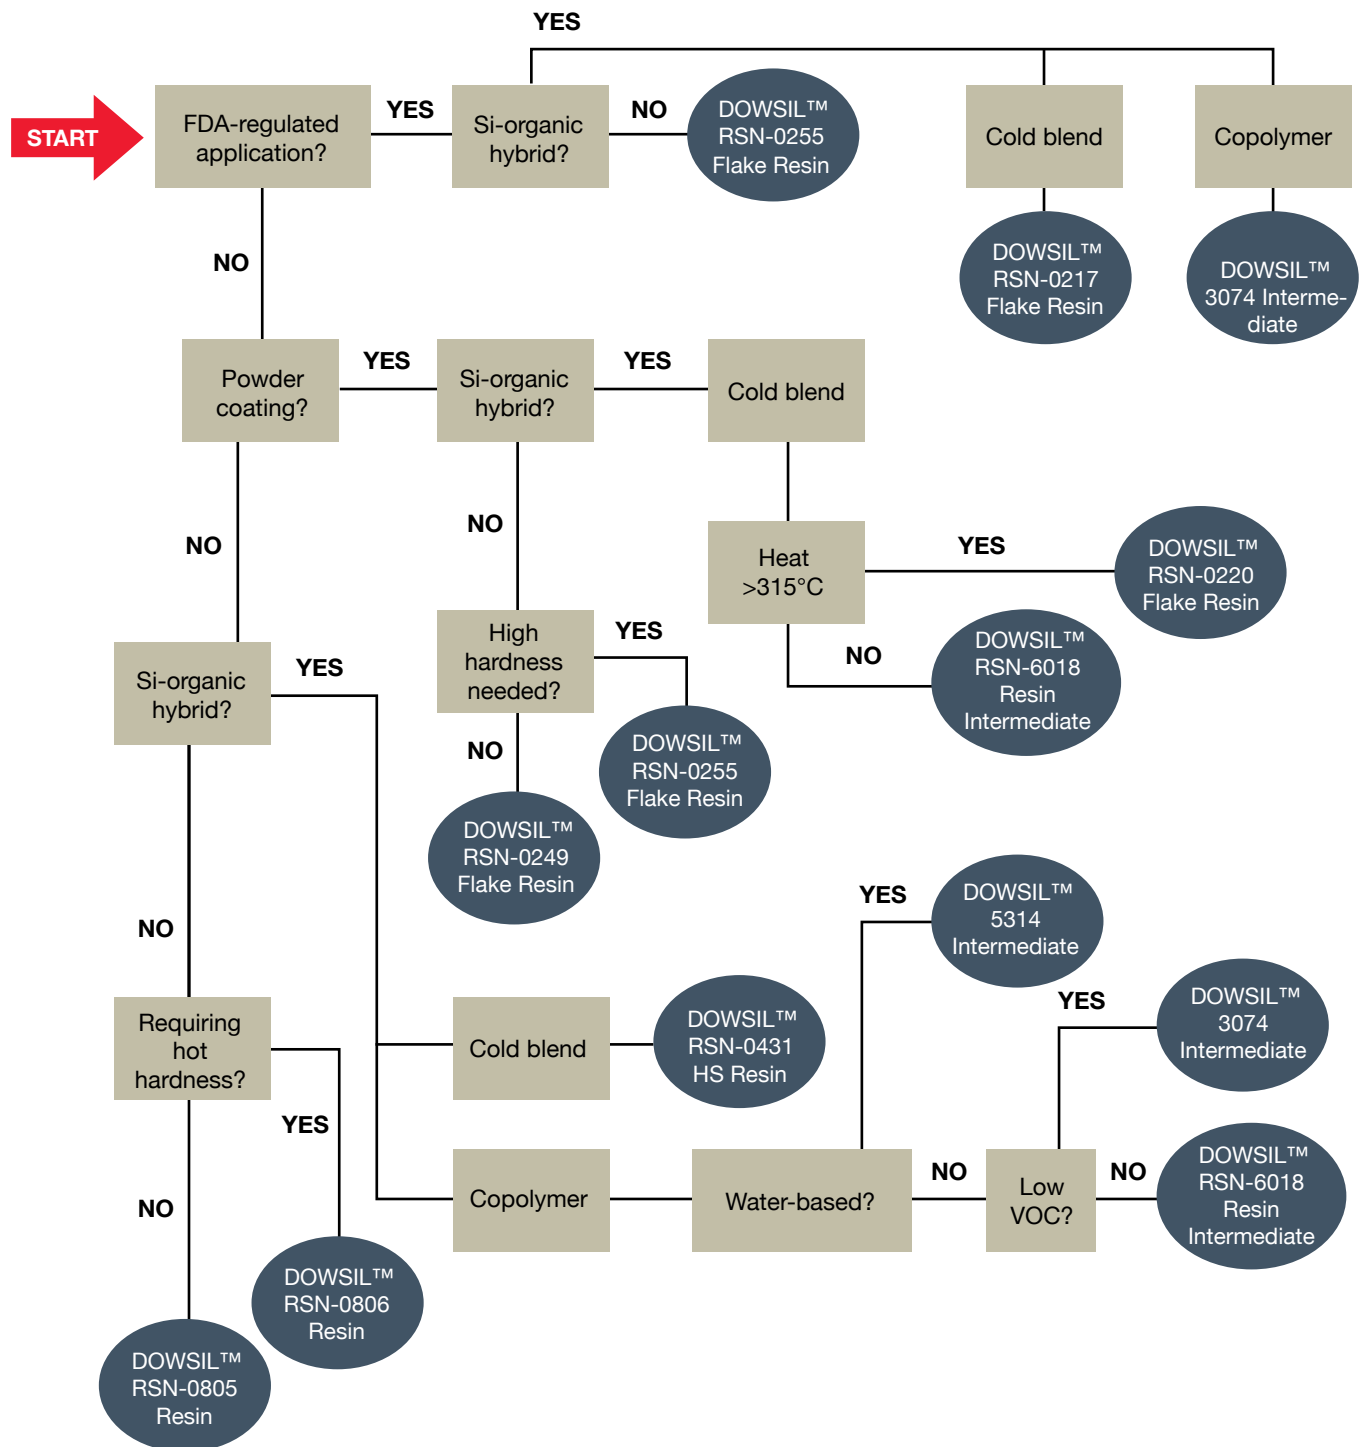 YES
START
FDA-regulated
application?
YES
Si-organic
hybrid?
NO
DOWSIL™
RSN-0255
Flake Resin
Cold blend
Copolymer
NO
DOWSIL™
RSN-0217
Flake Resin
DOWSIL™
3074 Interme-
diate
Powder
coating?
YES
Si-organic
hybrid?
YES
Cold blend
NO
NO
Heat
>315°C
YES
DOWSIL™
RSN-0220
Flake Resin
High
hardness
needed?
YES
NO
DOWSIL™
RSN-6018
Resin
Intermediate
Si-organic
hybrid?
YES
NO
DOWSIL™
RSN-0255
Flake Resin
DOWSIL™
RSN-0249
Flake Resin
NO
YES
DOWSIL™
5314
Intermediate
Requiring
hot
hardness?
Cold blend
DOWSIL™
RSN-0431
HS Resin
YES
DOWSIL™
3074
Intermediate
YES
NO
Copolymer
Water-based?
NO
Low
VOC?
NO
DOWSIL™
RSN-6018
Resin
Intermediate
DOWSIL™
RSN-0806
Resin
DOWSIL™
RSN-0805
Resin